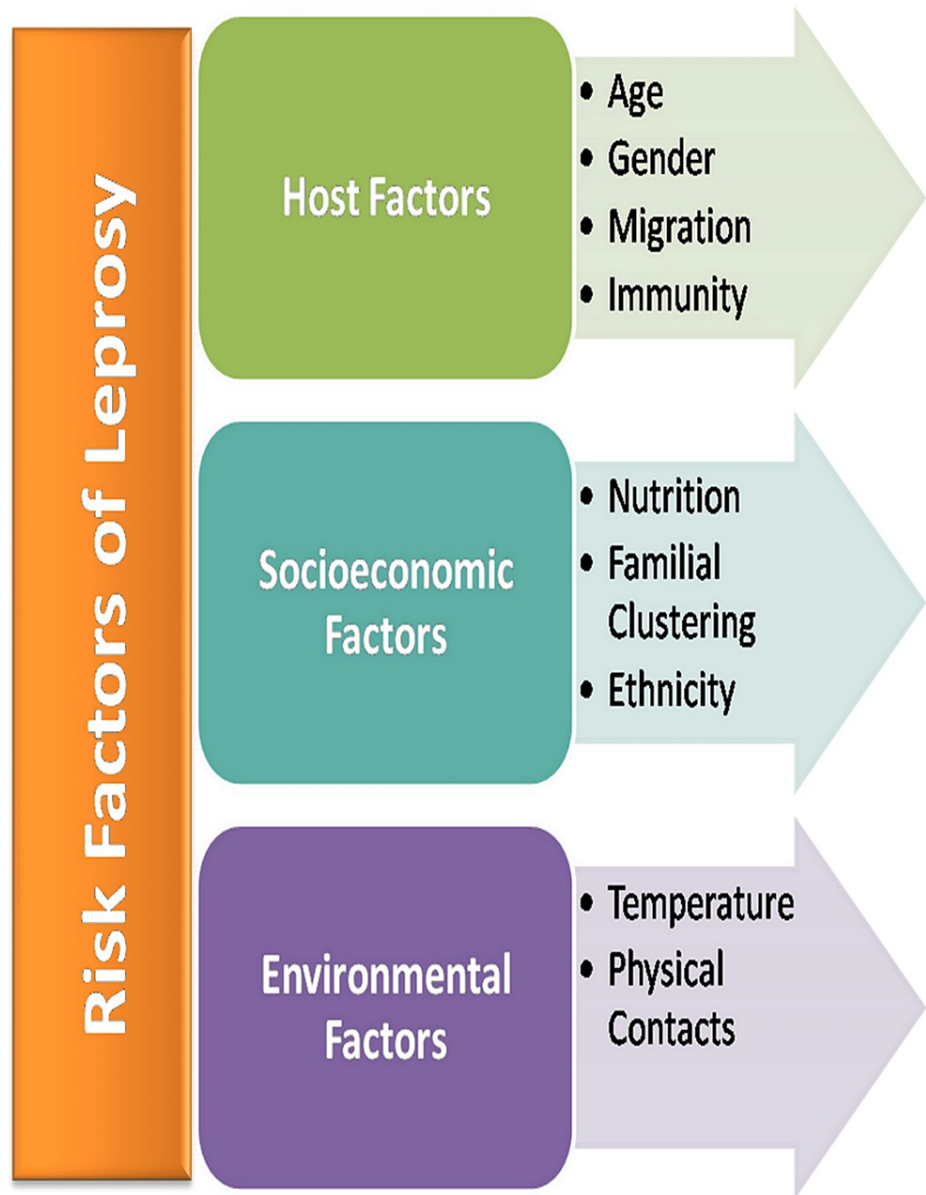 Risk Factors of Leprosy
Host Factors
• Age
• Gender
• Migration
• Immunity
Socioeconomic
Factors
• Nutrition
• Familial
Clustering
• Ethnicity
Environmental
Factors
• Temperature
• Physical
Contacts